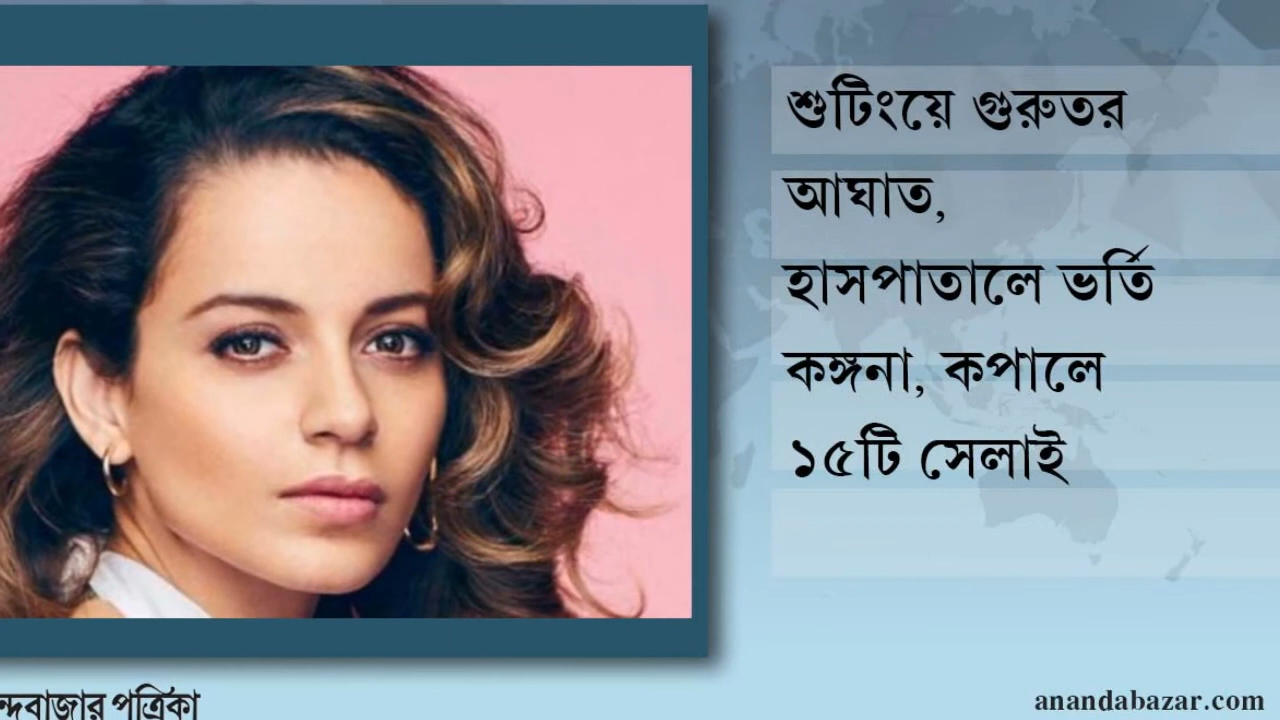 শুটিংয়ে গুরুতর
আঘাত,
হাসপাতালে ভর্তি
কঙ্গনা, কপালে
১৫টি সেলাই
ন্দবাজার পত্রিকা
anandabazar.com